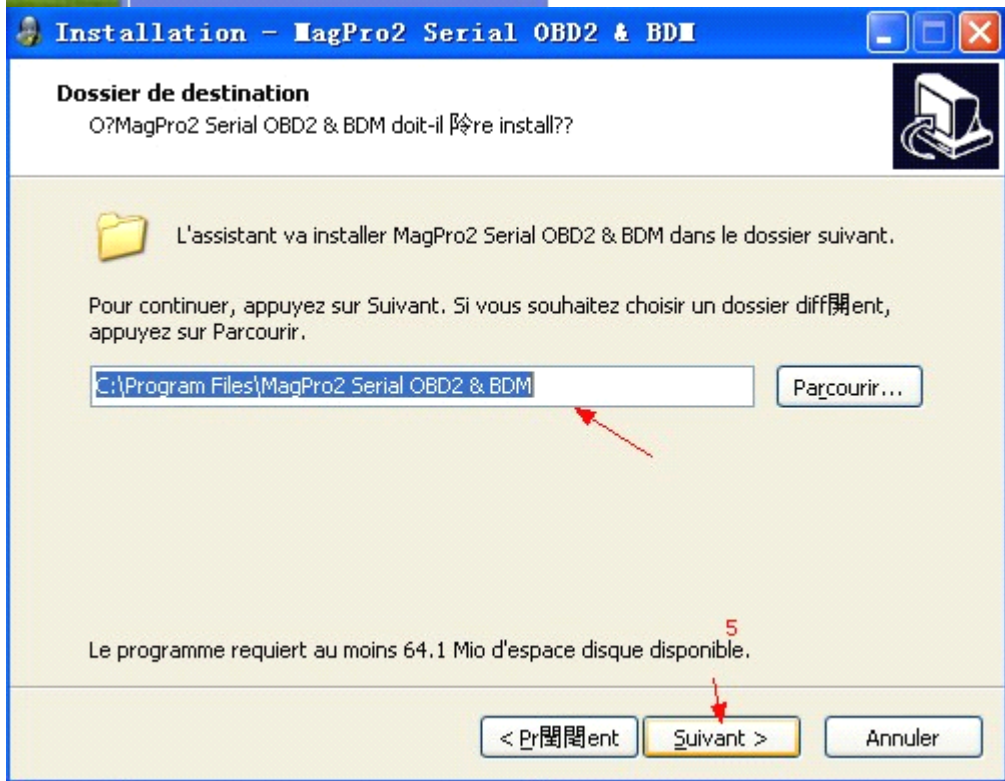 Installation - MagPro2 Serial OBD2 & BDM
Dossier de destination
O?MagPro2 Serial OBD2 & BDM doit-il 阾re install??
L'assistant va installer MagPro2 Serial OBD2 & BDM dans le dossier suivant.
Pour continuer, appuyez sur Suivant. Si vous souhaitez choisir un dossier diff閞ent,
appuyez sur Parcourir.
C:\Program Files\MagPro2 Serial OBD2 & BDM
Parcourir...
5
Le programme requiert au moins 64.1 Mio d'espace disque disponible.
< Pr閏閐ent
Suivant >
Annuler